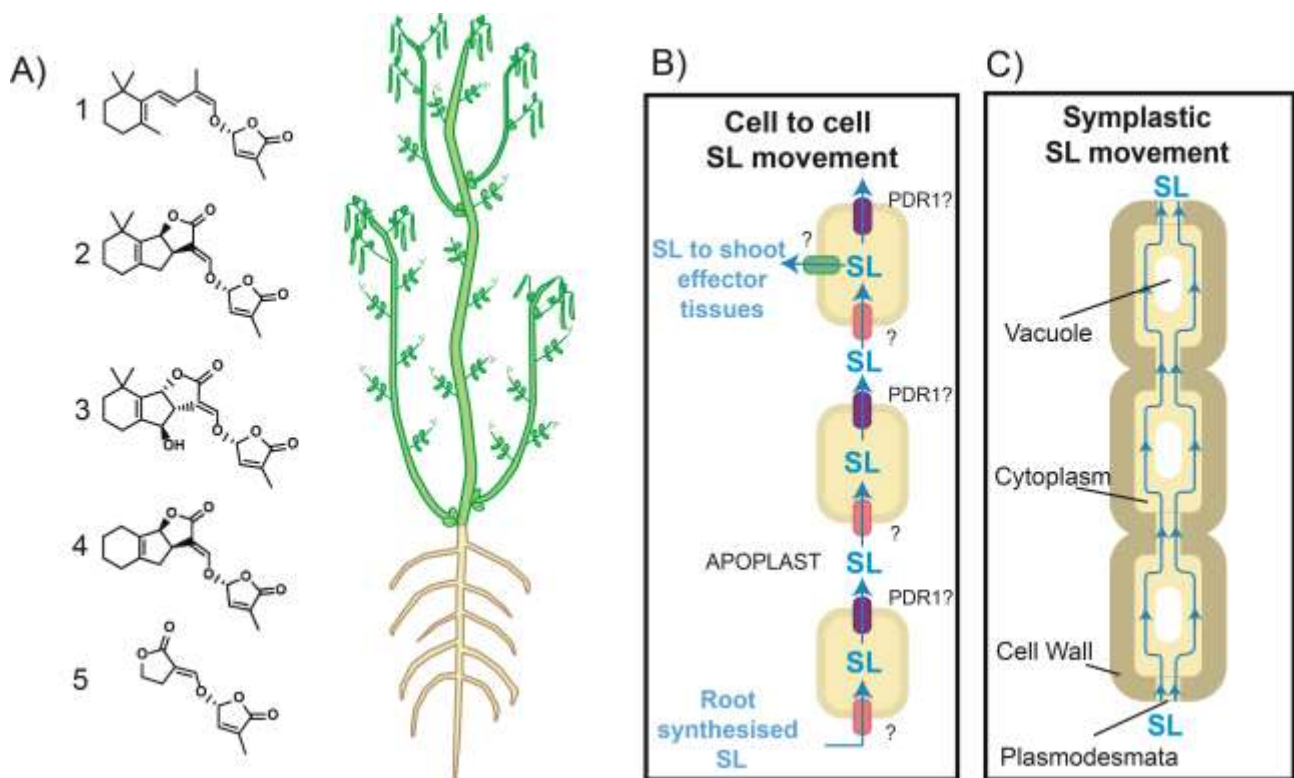 A)
1
2
3
OH
4
5
B)
Cell to cell
SL movement
PDR1?
?
SL to shoot
effector
tissues
SL
?
SL
PDR1?
SL
?
APOPLAST
SL
PDR1?
SL
Root
synthesised
SL
?
C)
Symplastic
SL movement
SL
Vacuole
Cytoplasm
Cell Wall
SL
Plasmodesmata